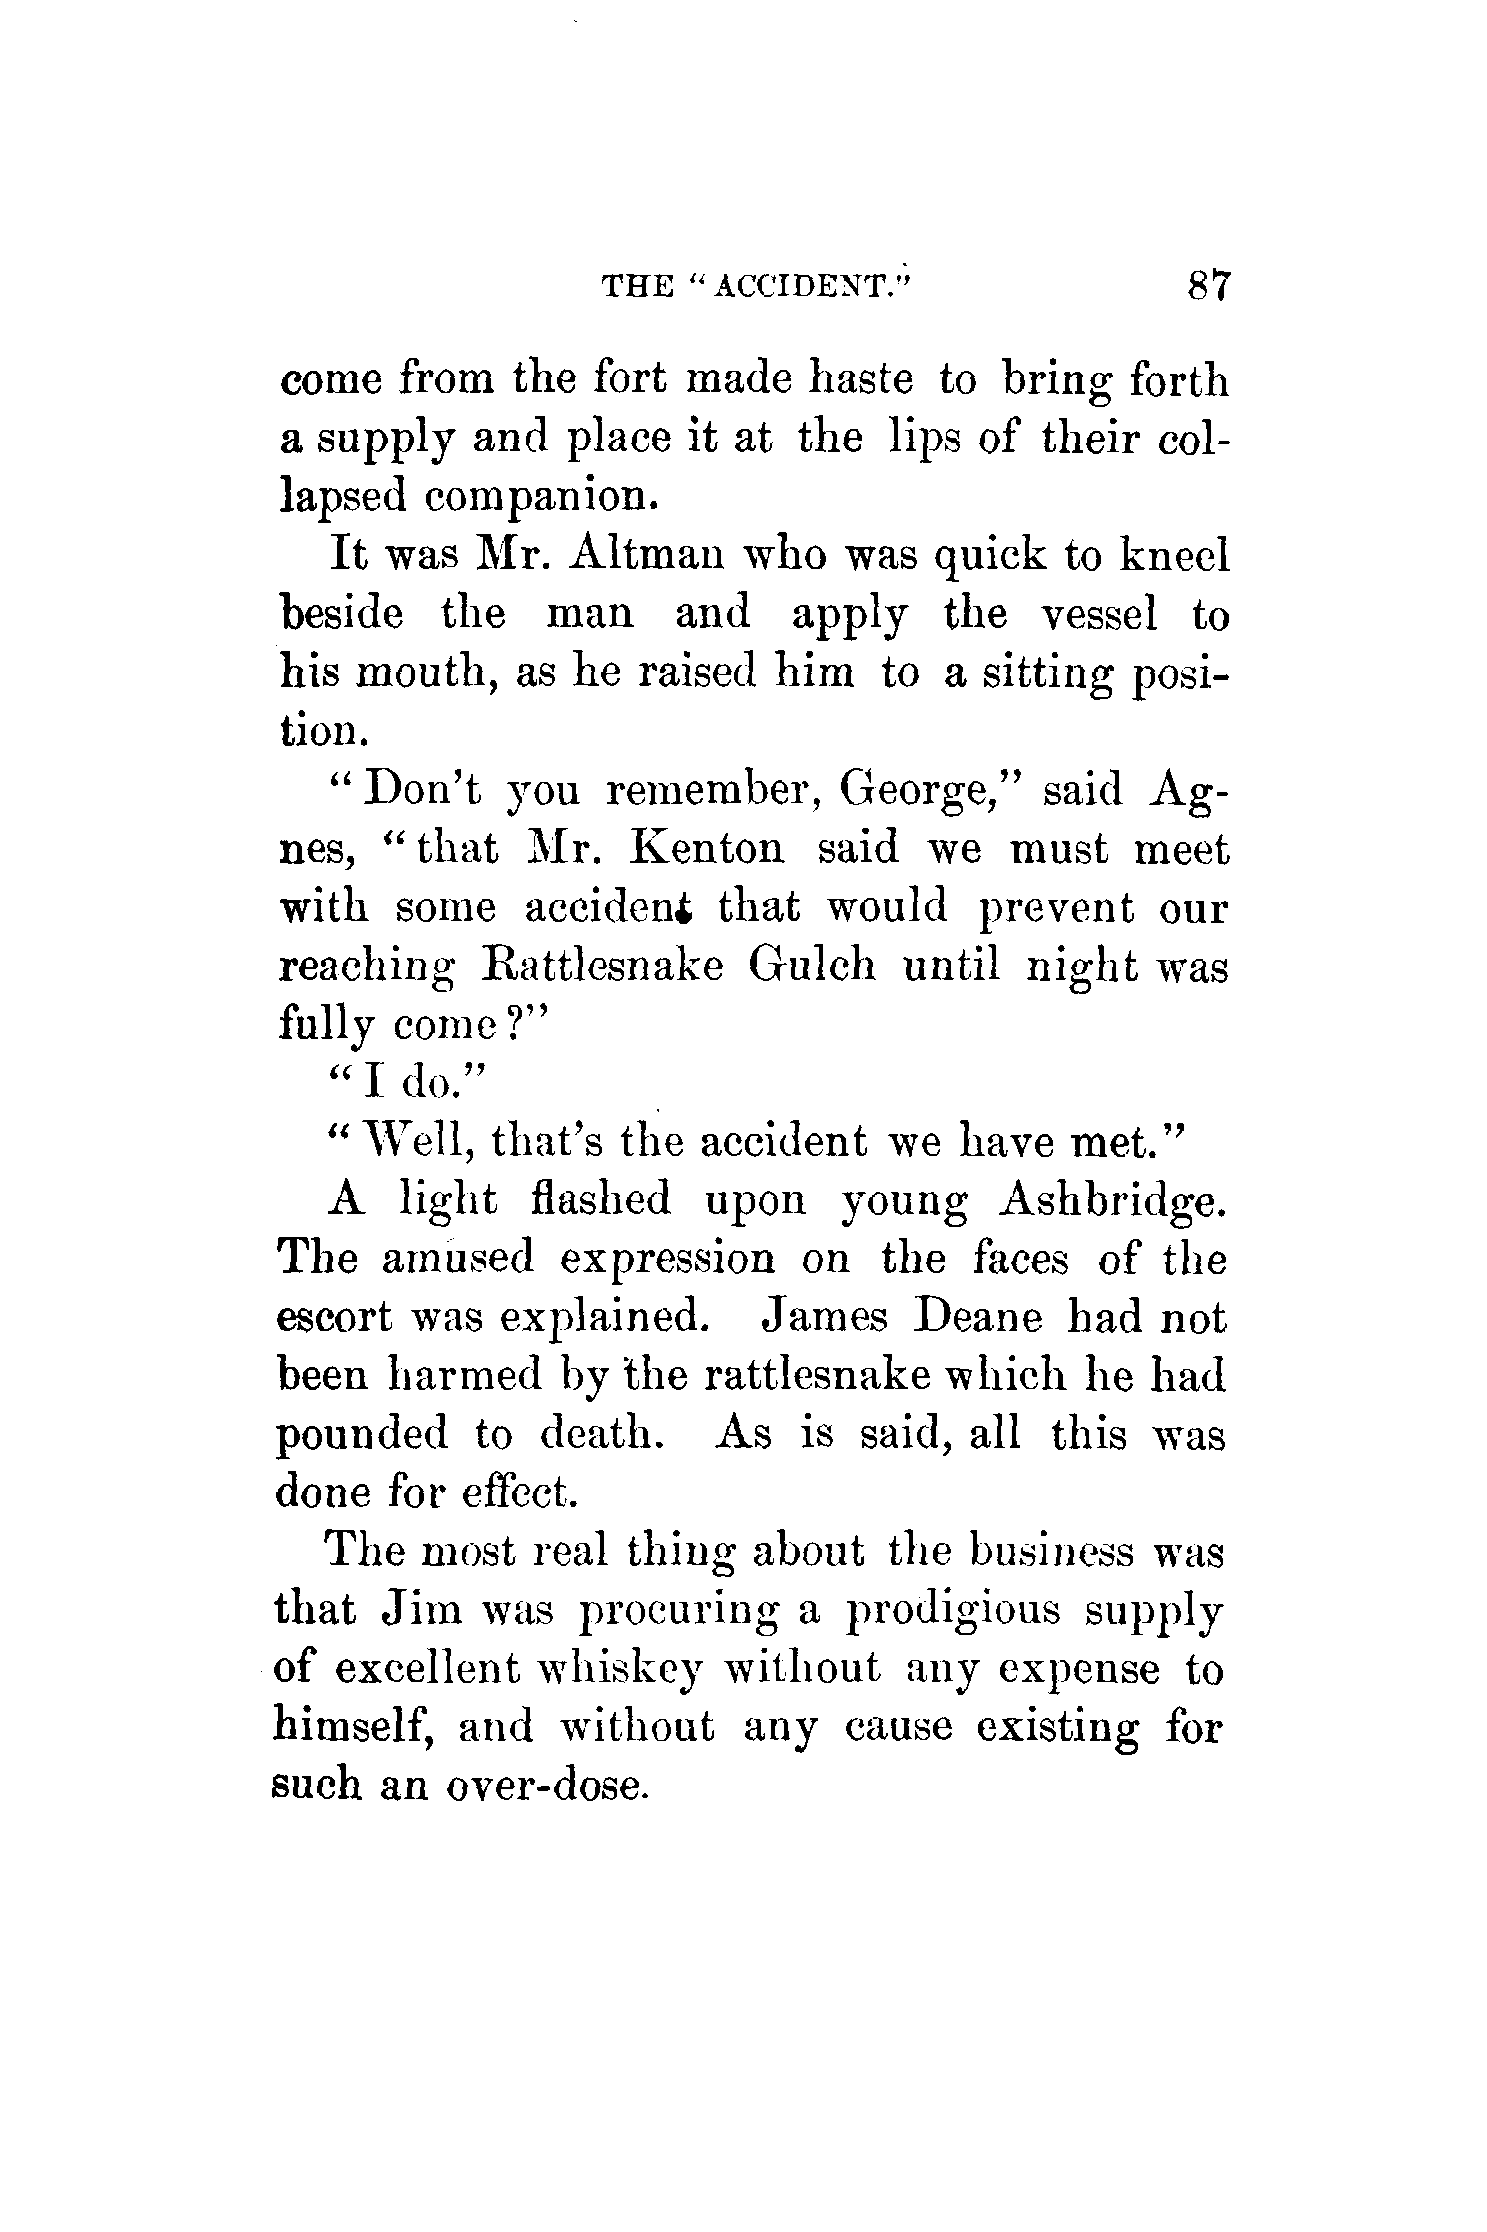 THE "ACCIDENT." 87
come from the fort made haste to bring forth
a supply and place it at the lips of their col-
lapsed companion.
It was Mr. Altman who was quick to kneel
beside the man and apply the vessel to
his mouth, as he raised him to a sitting posi-
tion.
"Don't you remember, George," said Ag-
nes, "that Mr. Kenton said we must meet
with some accident that would prevent our
reaching Rattlesnake Gulch until night was
fully come?"
"I do."
"Well, that's the accident we have met."
A light flashed upon young Ashbridge.
The amused expression on the faces of the
escort was explained. James Deane had not
been harmed by the rattlesnake which he had
pounded to death. As is said, all this was
done for effect.
The most real thing about the business was
that Jim was procuring a prodigious supply
of excellent whiskey without any expense to
himself, and without any cause existing for
such an over-dose.